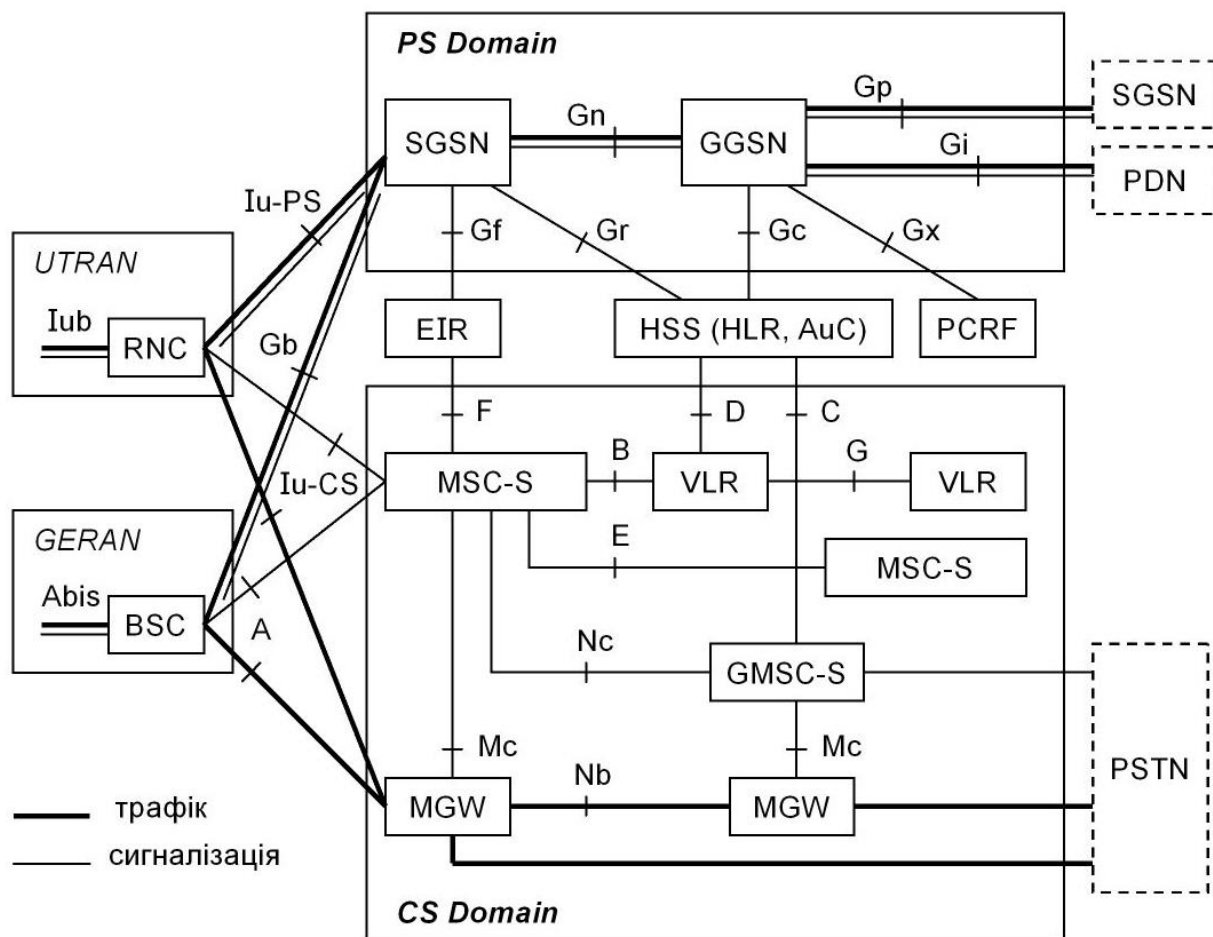 PS Domain
SGSN
Gn
GGSN
Gp
SGSN
Gi
PDN
Iu-PS
Gf
Gr
Gc
Gx
UTRAN
Iub
RNC
Gb
EIR
HSS (HLR, AuC)
PCRF
F
D
C
Iu-CS
MSC-S
B
VLR
G
VLR
GERAN
E
MSC-S
Abis
BSC
A
Nc
GMSC-S
Mc
Mc
PSTN
MGW
Nb
MGW
трафік
сигналізація
CS Domain